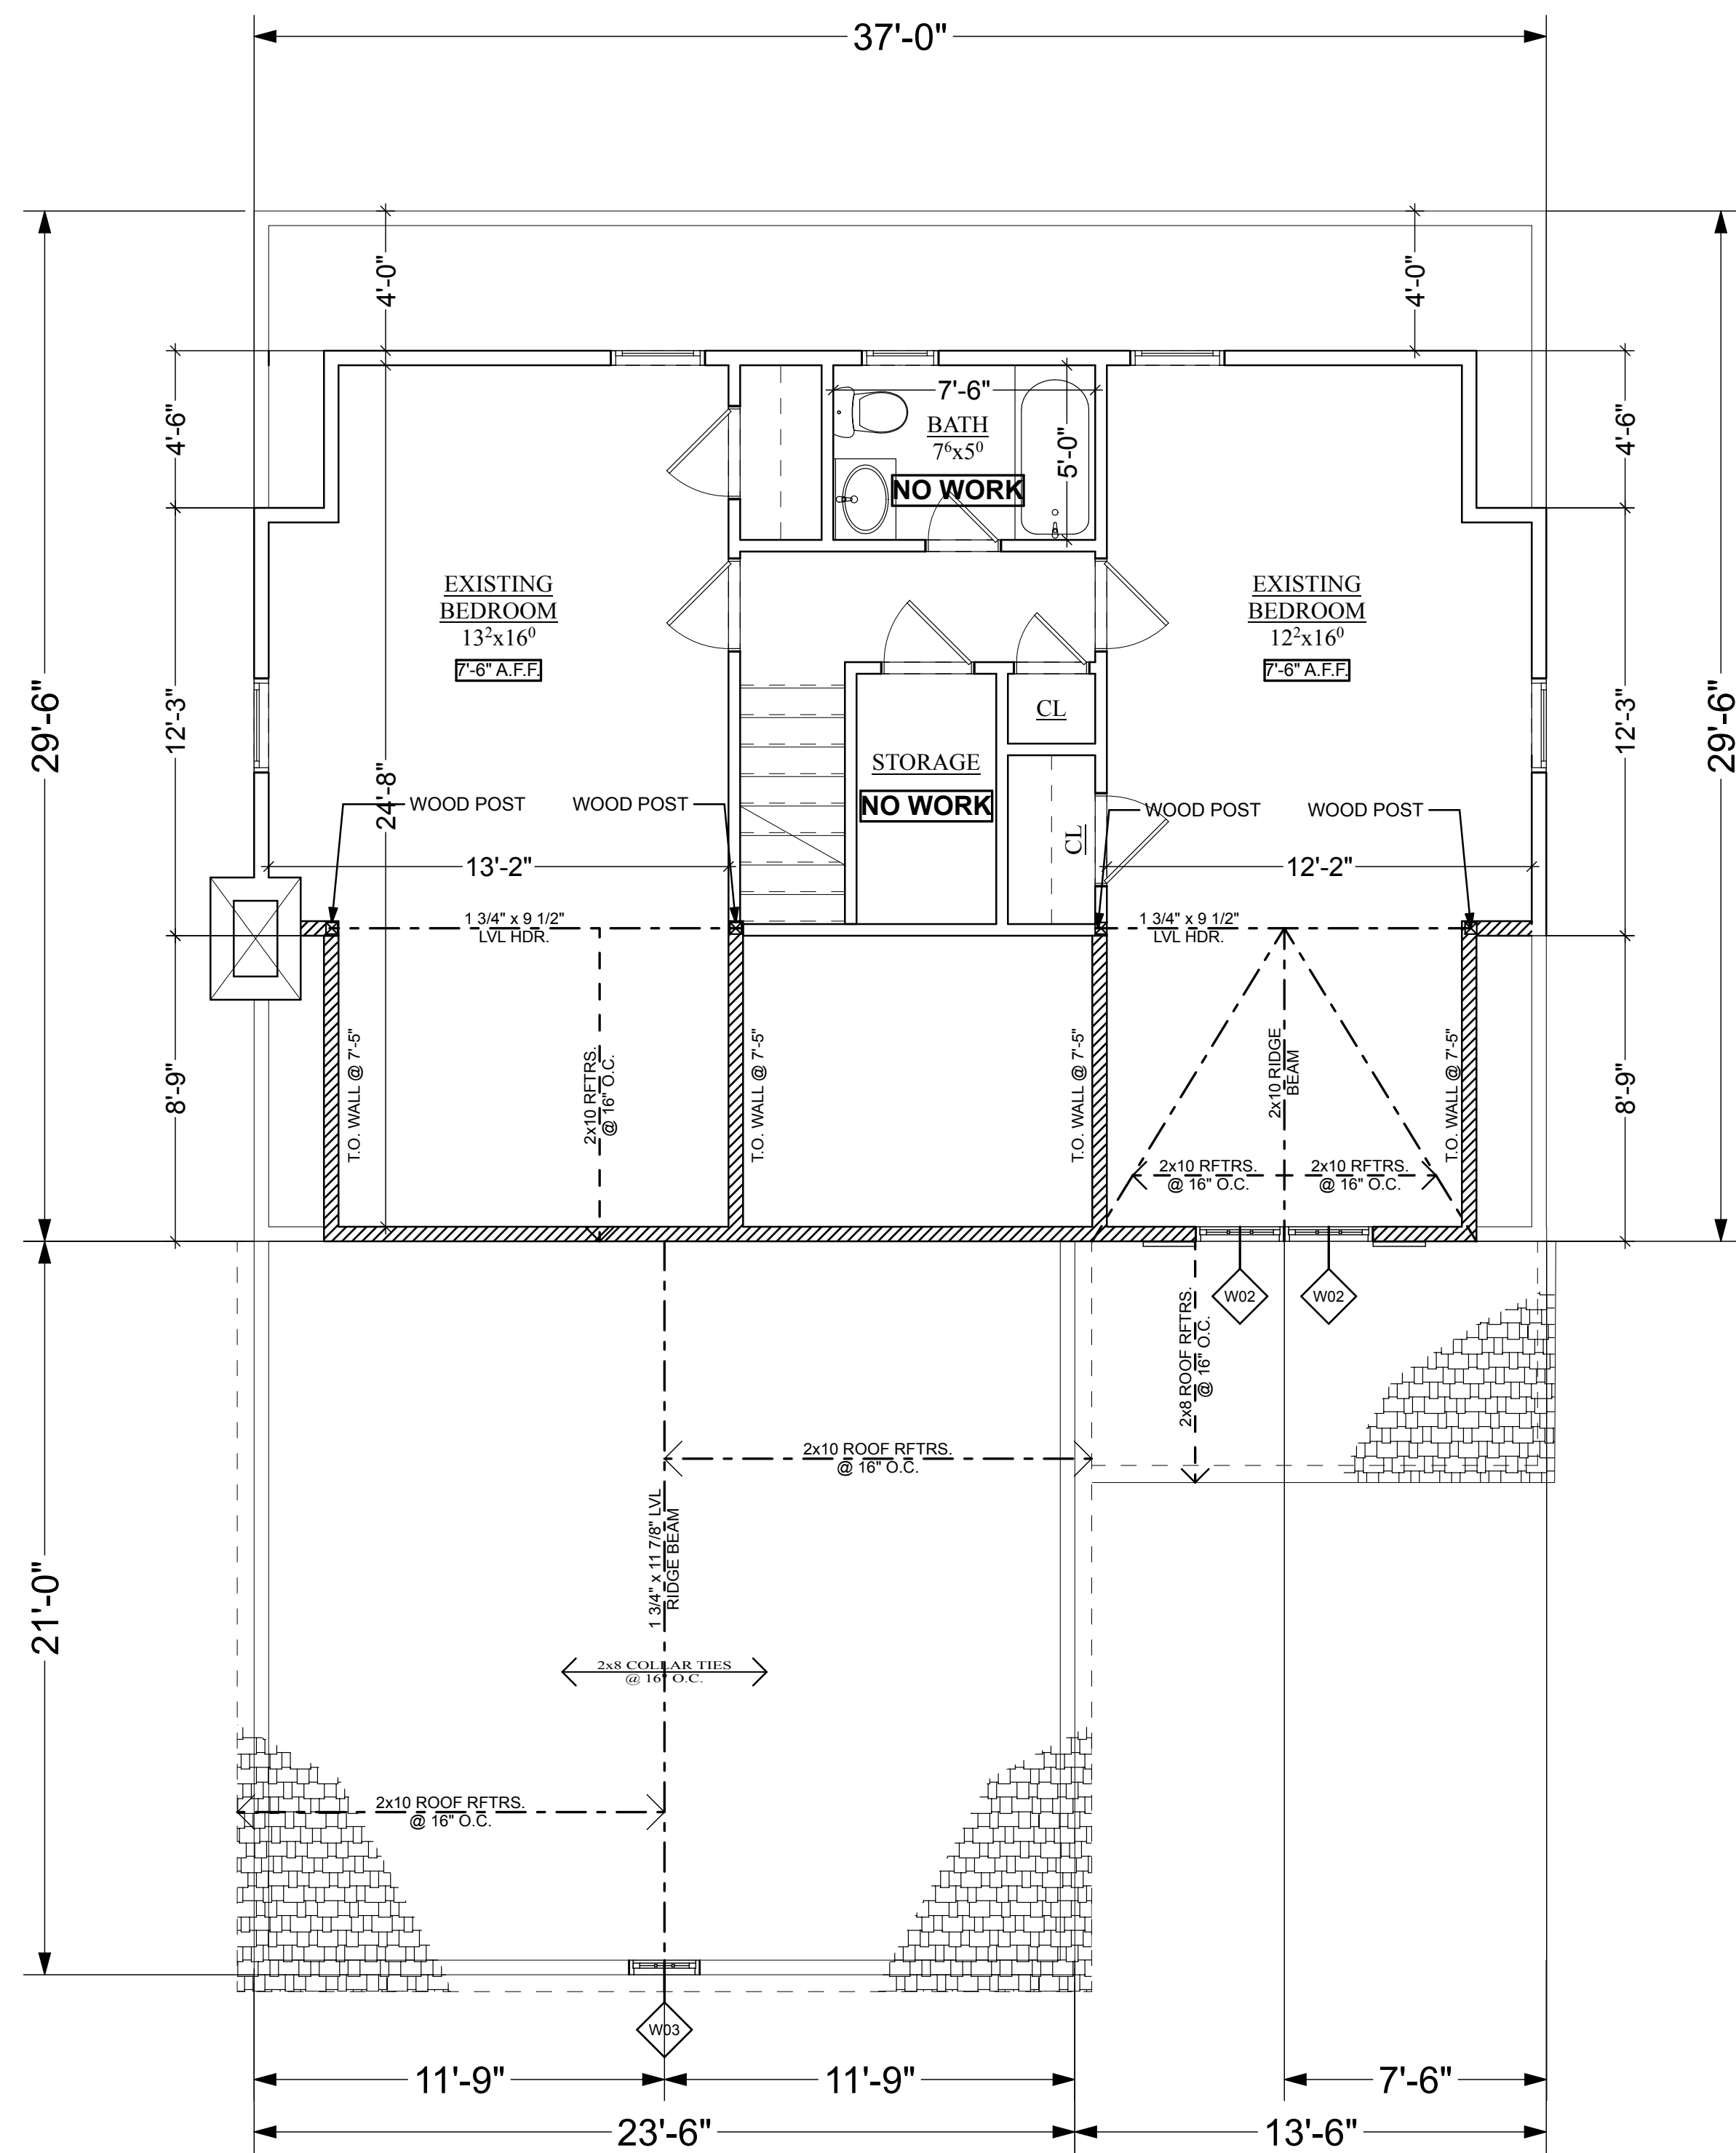 37'-0"
4'-0"
4'-0"
7'-6"
BATH
7⁶x5⁰
5'-0"
NO WORK
4'-6"
4'-6"
EXISTING
BEDROOM
13²x16⁰
7'-6" A.F.F.
EXISTING
BEDROOM
12²x16⁰
7'-6" A.F.F.
29'-6"
12'-3"
24'-8"
CL
STORAGE
NO WORK
CL
12'-3"
29'-6"
WOOD POST
WOOD POST
WOOD POST
WOOD POST
13'-2"
12'-2"
1 3/4" x 9 1/2"
LVL HDR.
1 3/4" x 9 1/2"
LVL HDR.
8'-9"
T.O. WALL @ 7'-5"
2x10 RFTRS.
@ 16" O.C.
T.O. WALL @ 7'-5"
T.O. WALL @ 7'-5"
2x10 RIDGE
BEAM
T.O. WALL @ 7'-5"
8'-9"
2x10 RFTRS.
@ 16" O.C.
2x10 RFTRS.
@ 16" O.C.
W02
W02
2x8 ROOF RFTRS.
@ 16" O.C.
2x10 ROOF RFTRS.
@ 16" O.C.
1 3/4" x 11 7/8" LVL
RIDGE BEAM
21'-0"
2x8 COLLAR TIES
@ 16" O.C.
2x10 ROOF RFTRS.
@ 16" O.C.
W03
11'-9"
11'-9"
7'-6"
23'-6"
13'-6"